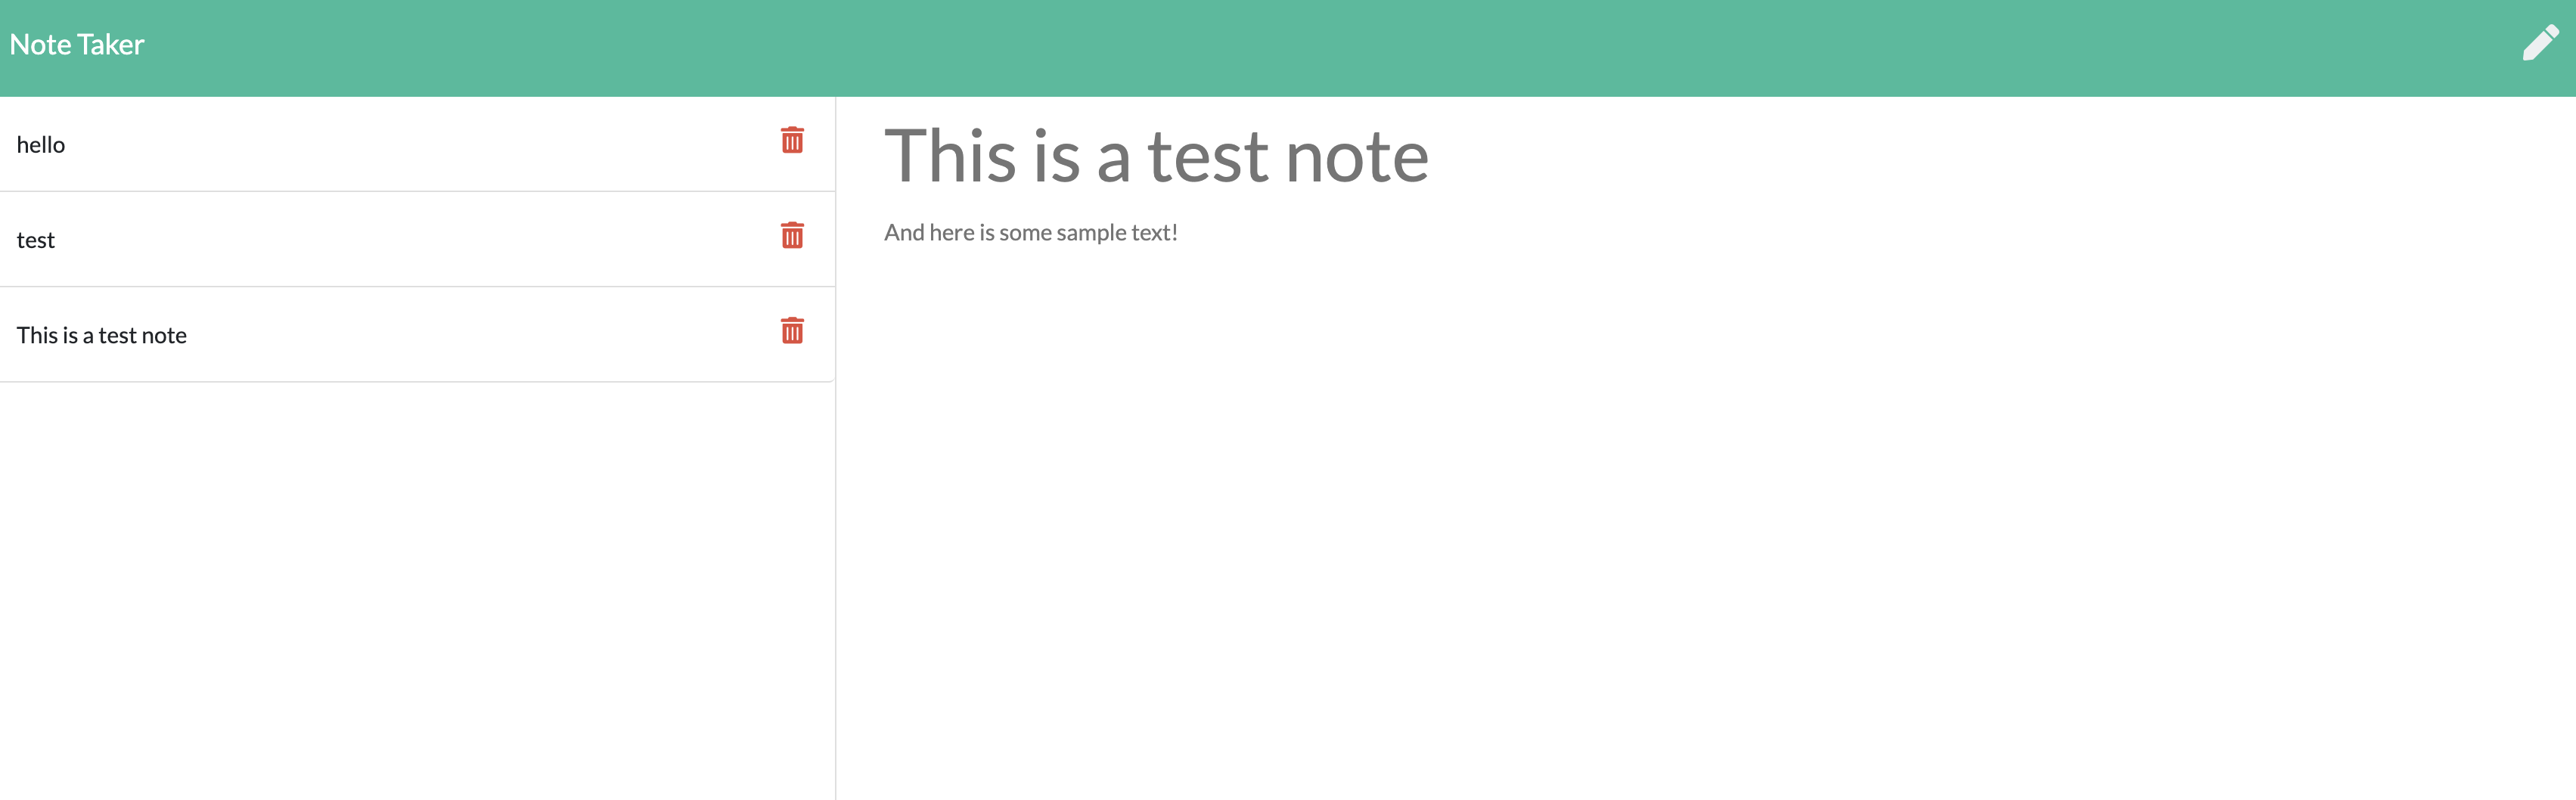 Note Taker
hello
test
This is a test note
This is a test note
And here is some sample text!